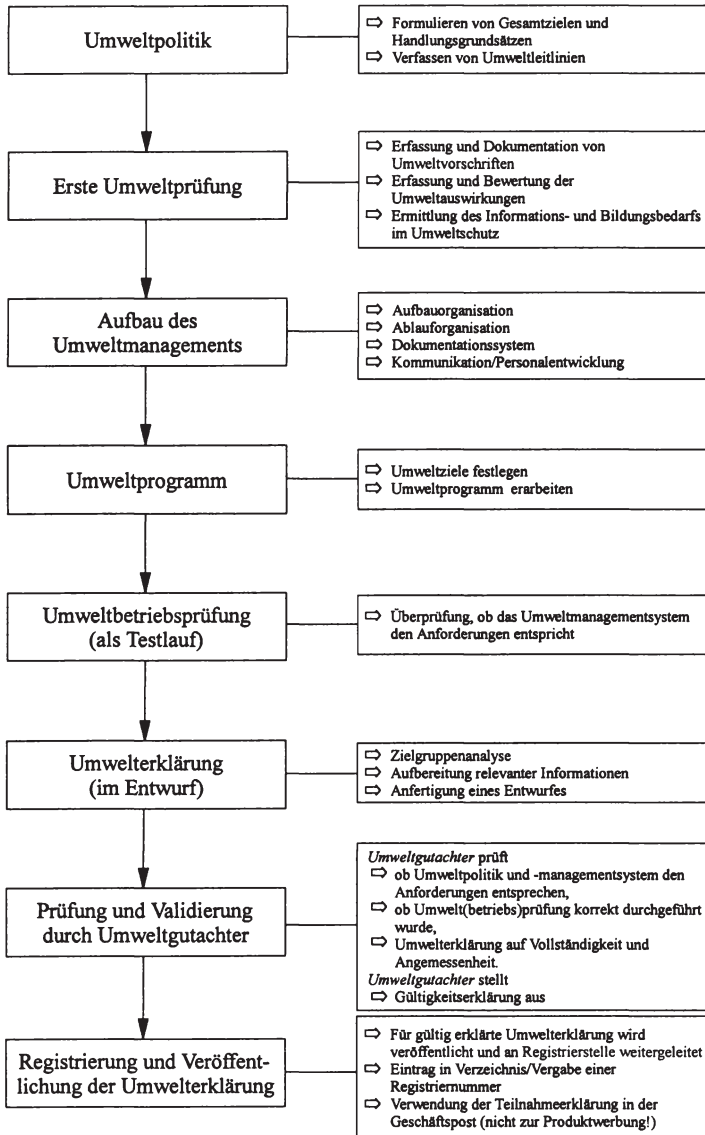 Umweltpolitik
⇨ Formulieren von Gesamtzielen und
Handlungsgrundsätzen
⇨ Verfassen von Umweltleitlinien
Erste Umweltprüfung
⇨ Erfassung und Dokumentation von
Umweltvorschriften
⇨ Erfassung und Bewertung der
Umweltauswirkungen
⇨ Ermittlung des Informations- und Bildungsbedarfs
im Umweltschutz
Aufbau des
Umweltmanagements
⇨ Aufbauorganisation
⇨ Ablauforganisation
⇨ Dokumentationssystem
⇨ Kommunikation/Personalentwicklung
Umweltprogramm
⇨ Umweltziele festlegen
⇨ Umweltprogramm erarbeiten
Umweltbetriebsprüfung
(als Testlauf)
⇨ Überprüfung, ob das Umweltmanagementsystem
den Anforderungen entspricht
Umwelterklärung
(im Entwurf)
⇨ Zielgruppenanalyse
⇨ Aufbereitung relevanter Informationen
⇨ Anfertigung eines Entwurfes
Prüfung und Validierung
durch Umweltgutachter
Umweltgutachter prüft
⇨ ob Umweltpolitik und -managementsystem den
Anforderungen entsprechen,
⇨ ob Umwelt(betriebs)prüfung korrekt durchgeführt
wurde,
⇨ Umwelterklärung auf Vollständigkeit und
Angemessenheit.
Umweltgutachter stellt
⇨ Gültigkeitserklärung aus
Registrierung und Veröffent-
lichung der Umwelterklärung
⇨ Für gültig erklärte Umwelterklärung wird
veröffentlicht und an Registrierstelle weitergeleitet
⇨ Eintrag in Verzeichnis/Vergabe einer
Registriernummer
⇨ Verwendung der Teilnahmeerklärung in der
Geschäftspost (nicht zur Produktwerbung!)